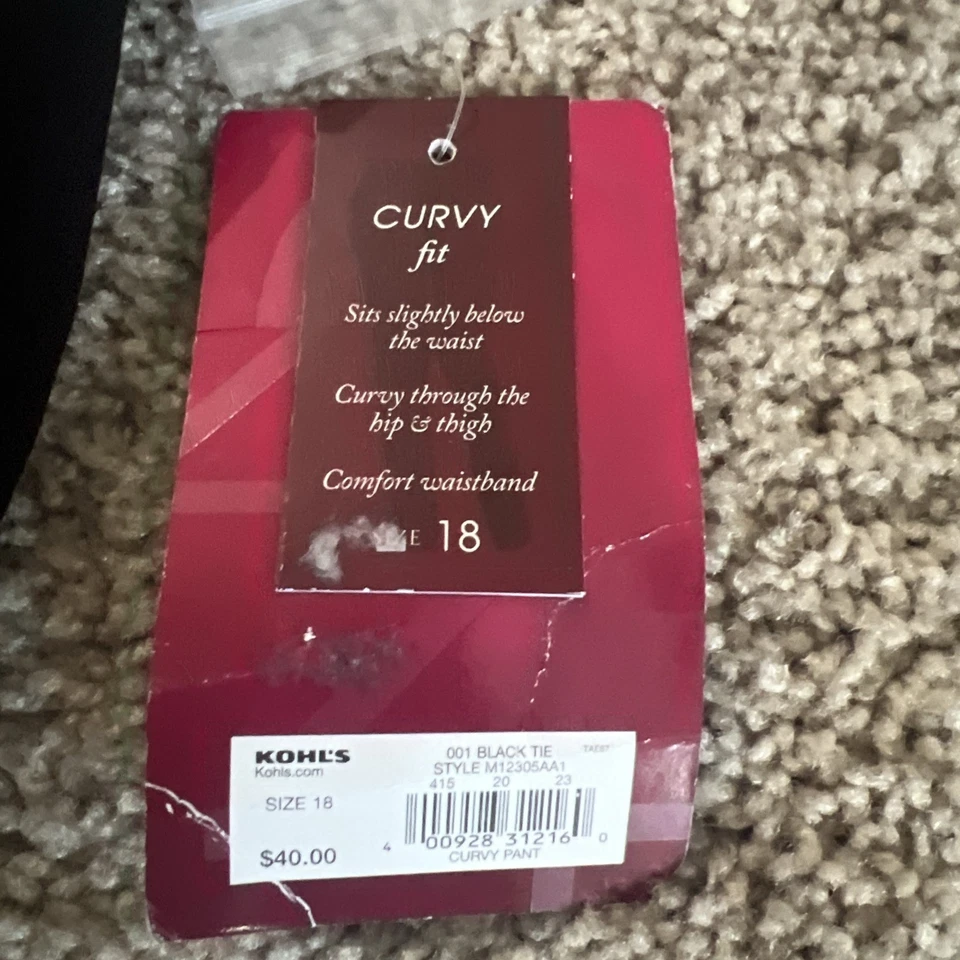 CURVY
fit
Sits slightly below
the waist
Curvy through the
hip & thigh
Comfort waistband
18
KOHL'S
Kohls.com
001 BLACK TIE
STYLE M12305AA1
415 20 23
SIZE 18
$40.00
4 00928 31216 0
CURVY PANT